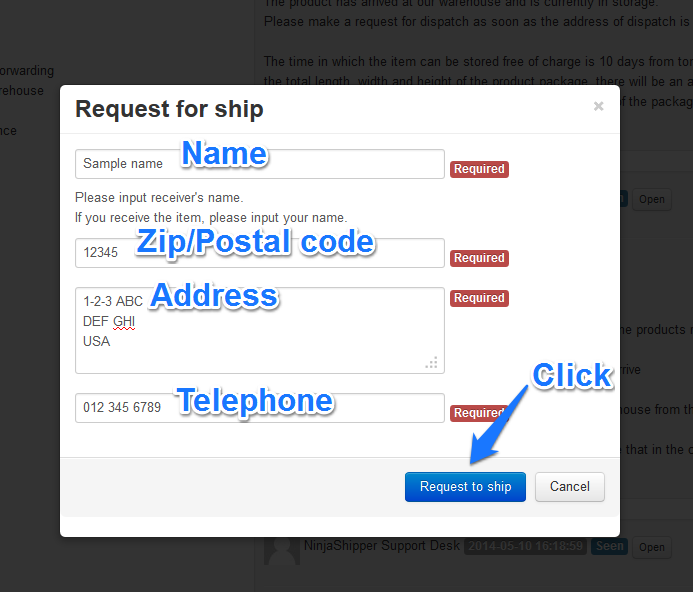 The product has arrived at our warehouse and is currently in storage.
Please make a request for dispatch as soon as the address of dispatch is
The time in which the item can be stored free of charge is 10 days from
the total length, width and height of the product package, there will be an
orwarding
rehouse
nce
of the packag
Request for ship
×
Sample name
Name
Required
Please input receiver's name.
If you receive the item, please input your name.
12345
Zip/Postal code
Required
1-2-3 ABC
Address
Required
DEF GHI
USA
012 345 6789
Telephone
Required
Click
Request to ship
Cancel
Open
he products
rrive
ouse from th
e that in the
NinjaShipper Support Desk
2014-05-10 16:18:59
Seen
Open